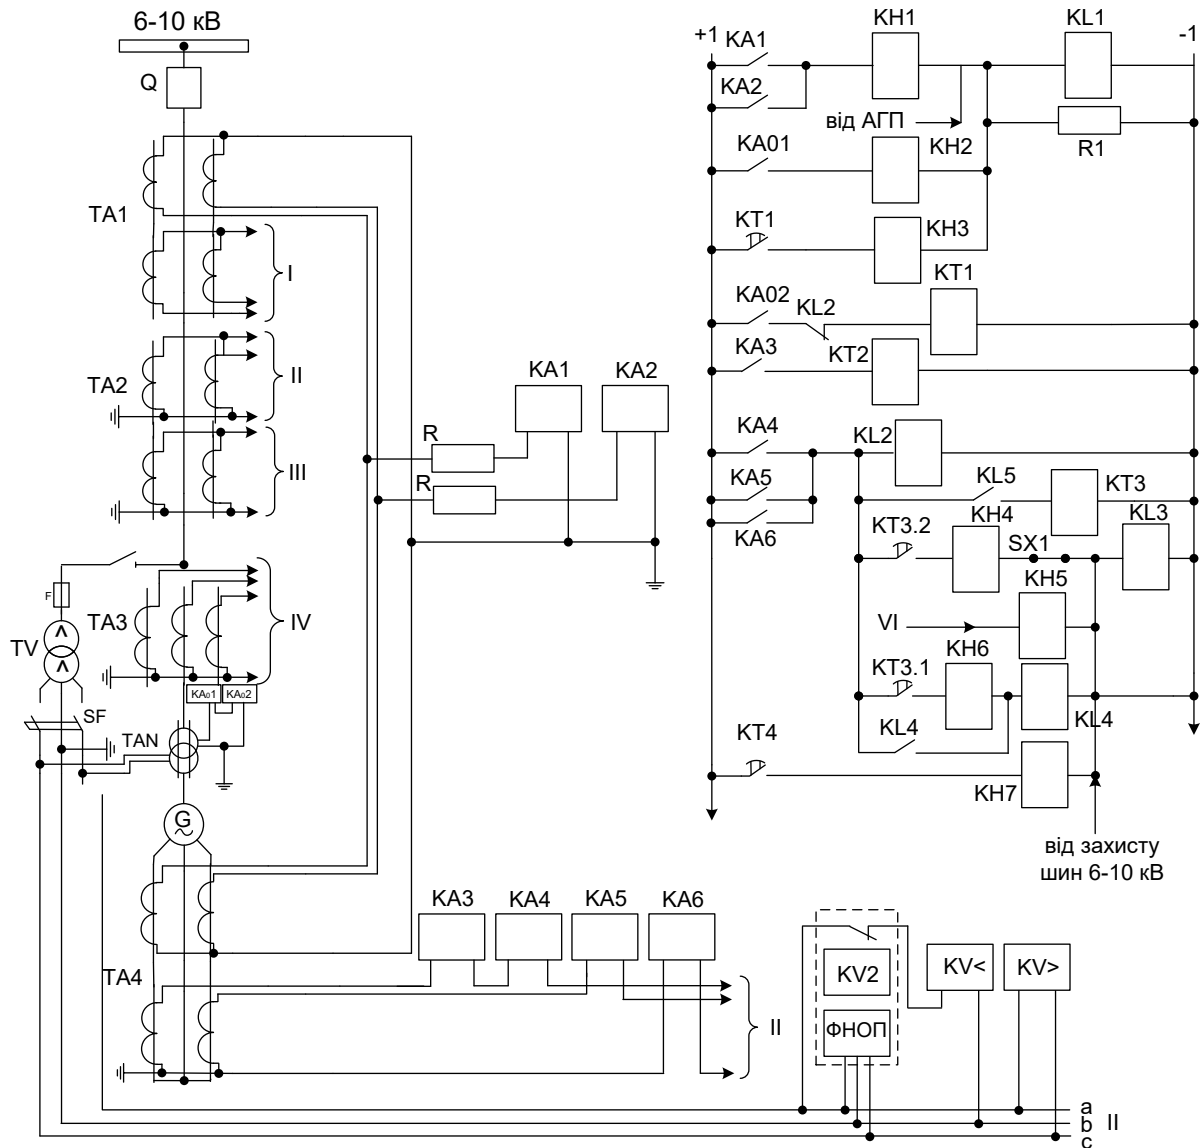 6-10 кВ
Q
TA1
I
TA2
II
III
F
TV
TA3
IV
KA01
KA02
SF
TAN
G
TA4
R
R
KA1
KA2
KA3
KA4
KA5
KA6
II
KV2
ФНОП
KV<
KV>
a
b
c
II
+1
-1
KA1
KH1
KL1
KA2
від АГП
R1
KA01
KH2
KT1
KH3
KA02
KL2
KT1
KA3
KT2
KA4
KL2
KA5
KL5
KT3
KA6
KT3.2
KH4
SX1
KL3
KH5
VI
KT3.1
KH6
KL4
KL4
KT4
KH7
від захисту
шин 6-10 кВ